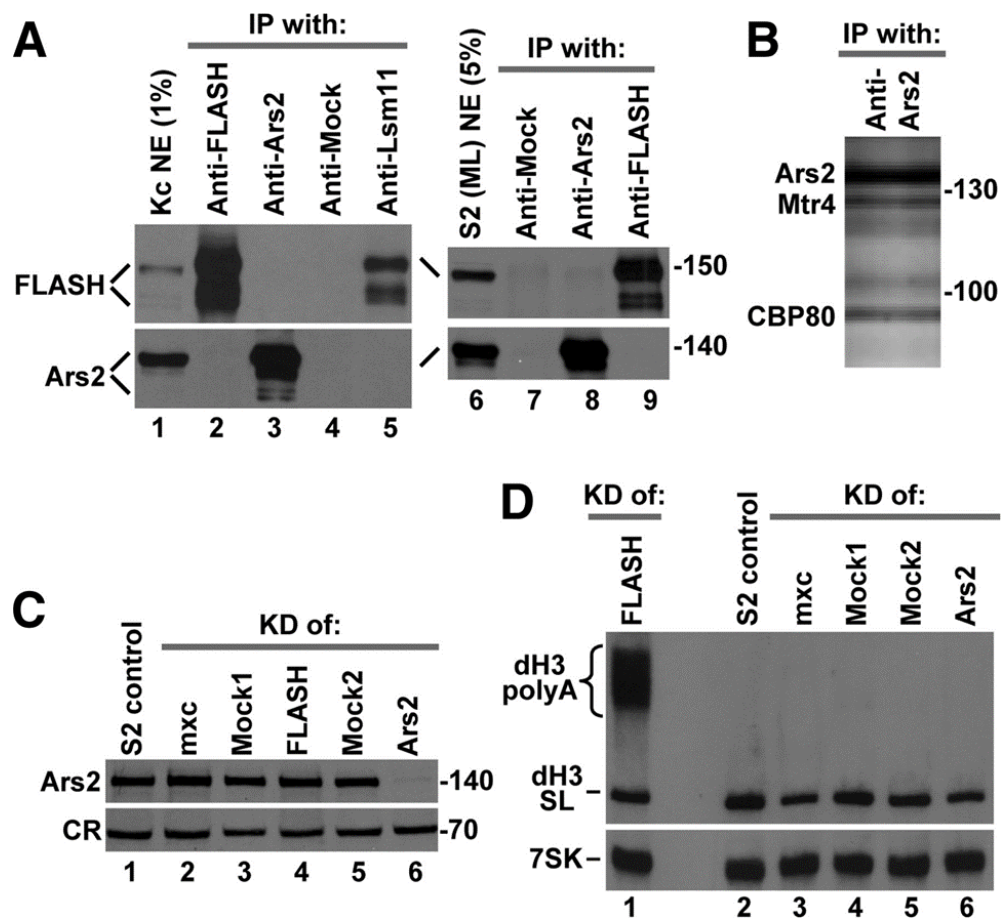 A
IP with:
Kc NE (1%)
Anti-FLASH
Anti-Ars2
Anti-Mock
Anti-Lsm11
FLASH
Ars2
1 2 3 4 5
IP with:
S2 (ML) NE (5%)
Anti-Mock
Anti-Ars2
Anti-FLASH
-150
-140
6 7 8 9
B
IP with:
Anti-
Ars2
Ars2
Mtr4
CBP80
-130
-100
C
KD of:
S2 control
mxc
Mock1
FLASH
Mock2
Ars2
Ars2
-140
CR
-70
1 2 3 4 5 6
D
KD of:
KD of:
FLASH
S2 control
mxc
Mock1
Mock2
Ars2
dH3
polyA
dH3
SL
7SK
1 2 3 4 5 6